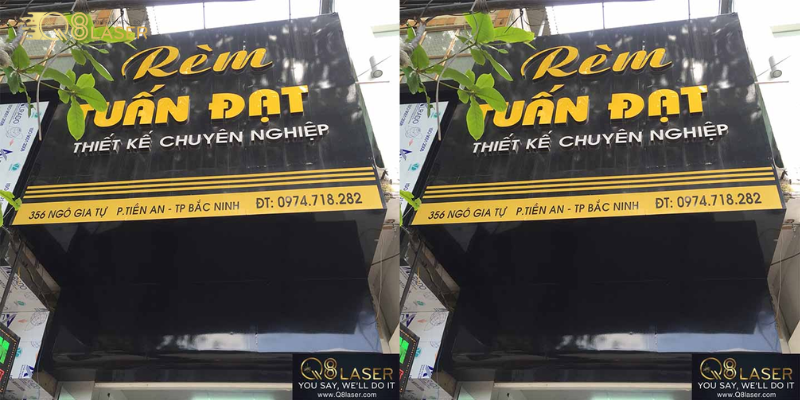 Q8LASER
Rèm
TUẤN ĐẠT
THIẾT KẾ CHUYÊN NGHIỆP
356 NGÔ GIA TỰ P.TIỀN AN - TP BẮC NINH ĐT: 0974.718.282
Q8LASER
YOU SAY, WE'LL DO IT
www.Q8laser.com
Rèm
TUẤN ĐẠT
THIẾT KẾ CHUYÊN NGHIỆP
356 NGÔ GIA TỰ P.TIỀN AN - TP BẮC NINH ĐT: 0974.718.282
Q8LASER
YOU SAY, WE'LL DO IT
www.Q8laser.com